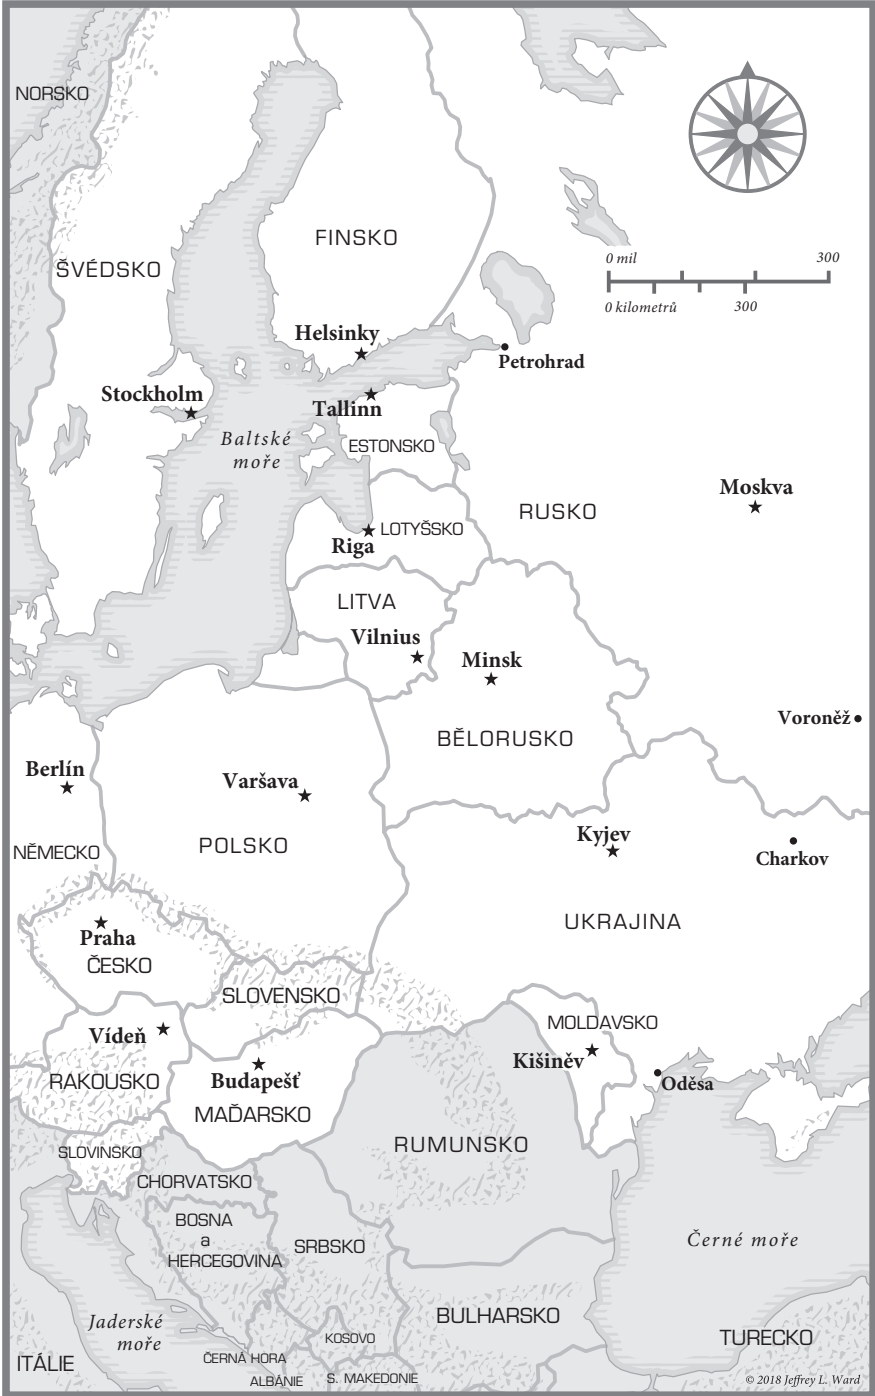 NORSKO
FINSKO
ŠVÉDSKO
0 mil 300
0 kilometrů 300
Helsinky
Petrohrad
Stockholm
Tallinn
Baltské
moře
ESTONSKO
Moskva
RUSKO
LOTYŠSKO
Riga
LITVA
Vilnius
Minsk
Voroněž
BĚLORUSKO
Berlín
Varšava
Kyjev
POLSKO
NĚMECKO
Charkov
UKRAJINA
Praha
ČESKO
SLOVENSKO
MOLDAVSKO
Vídeň
Kišiněv
Budapešť
RAKOUSKO
Oděsa
MAĎARSKO
RUMUNSKO
SLOVINSKO
CHORVATSKO
BOSNA
a
HERCEGOVINA
SRBSKO
Černé moře
BULHARSKO
Jaderské
moře
KOSOVO
TURECKO
ČERNÁ HORA
ITÁLIE
ALBÁNIE
S. MAKEDONIE
© 2018 Jeffrey L. Ward